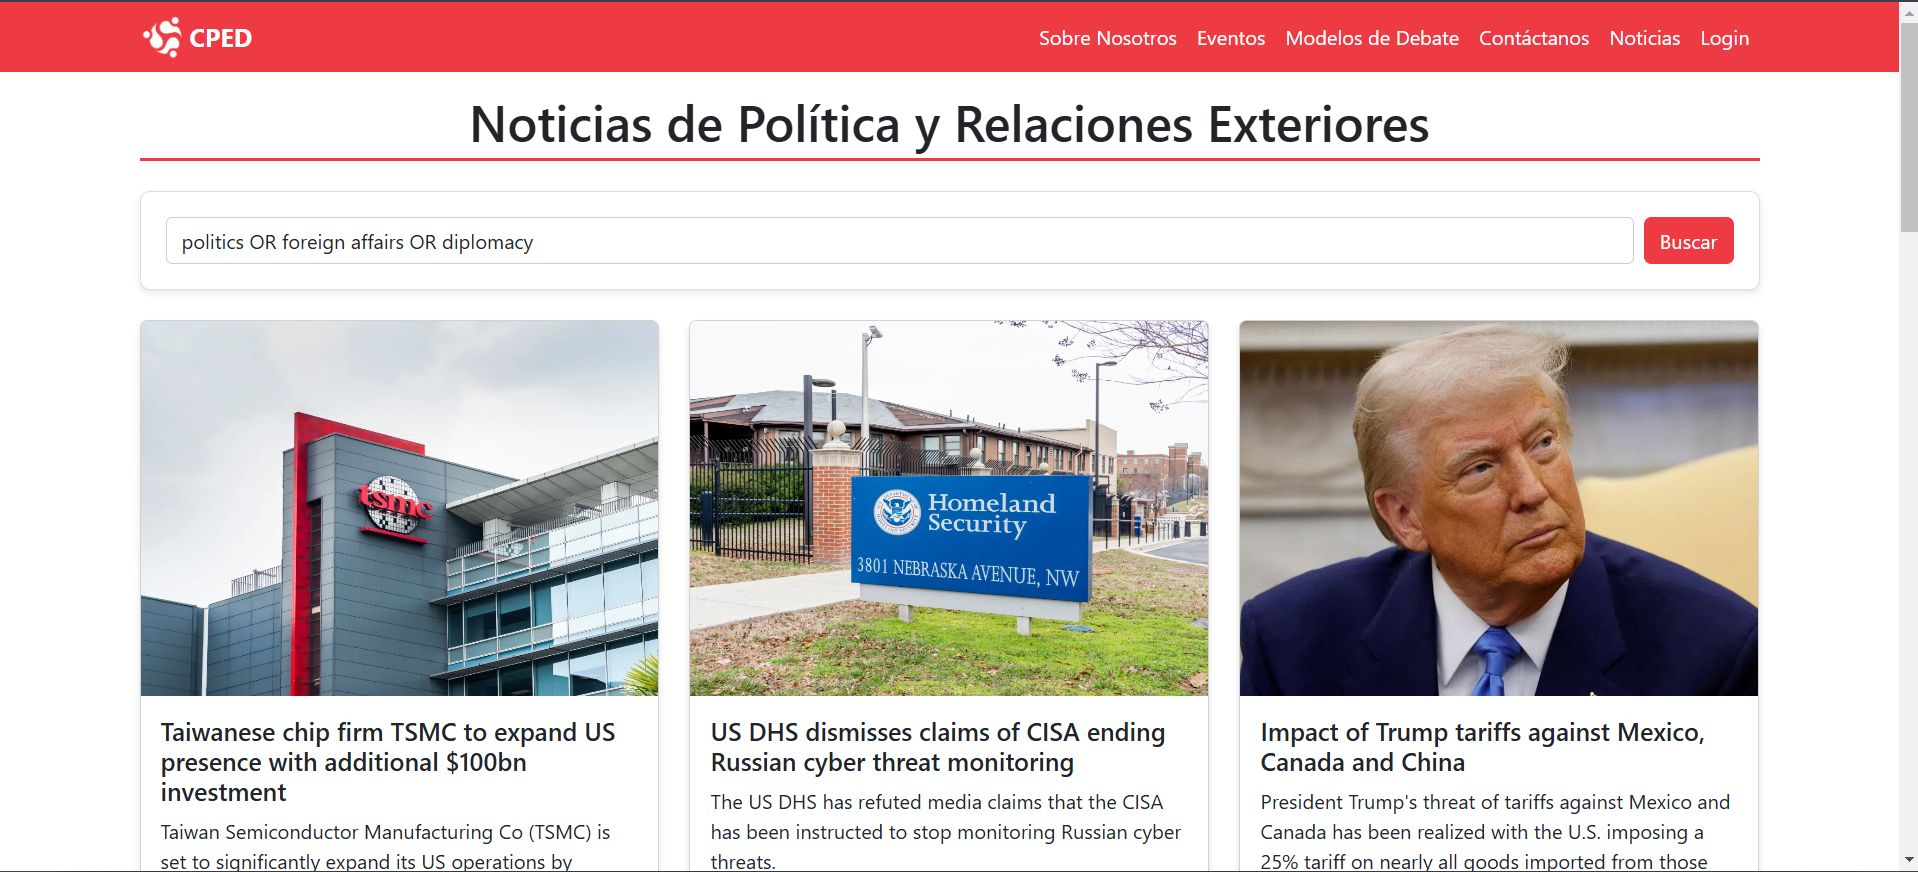 CPED
Sobre Nosotros Eventos Modelos de Debate Contáctanos Noticias Login
Noticias de Política y Relaciones Exteriores
politics OR foreign affairs OR diplomacy
Buscar
tsmc
Homeland
Security
3801 NEBRASKA AVENUE, NW
Taiwanese chip firm TSMC to expand US
presence with additional $100bn
investment
Taiwan Semiconductor Manufacturing Co (TSMC) is
set to significantly expand its US operations by
US DHS dismisses claims of CISA ending
Russian cyber threat monitoring
The US DHS has refuted media claims that the CISA
has been instructed to stop monitoring Russian cyber
threats.
Impact of Trump tariffs against Mexico,
Canada and China
President Trump's threat of tariffs against Mexico and
Canada has been realized with the U.S. imposing a
25% tariff on nearly all goods imported from those